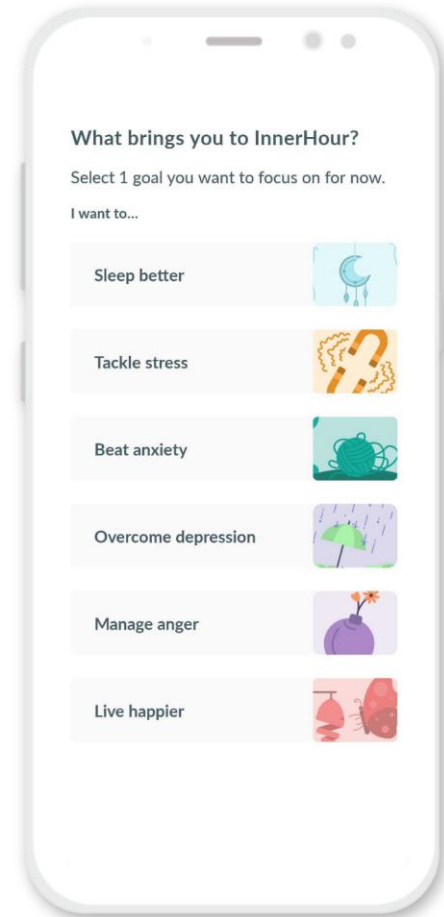 What brings you to InnerHour?
Select 1 goal you want to focus on for now.
I want to...
Sleep better
Tackle stress
Beat anxiety
Overcome depression
Manage anger
Live happier